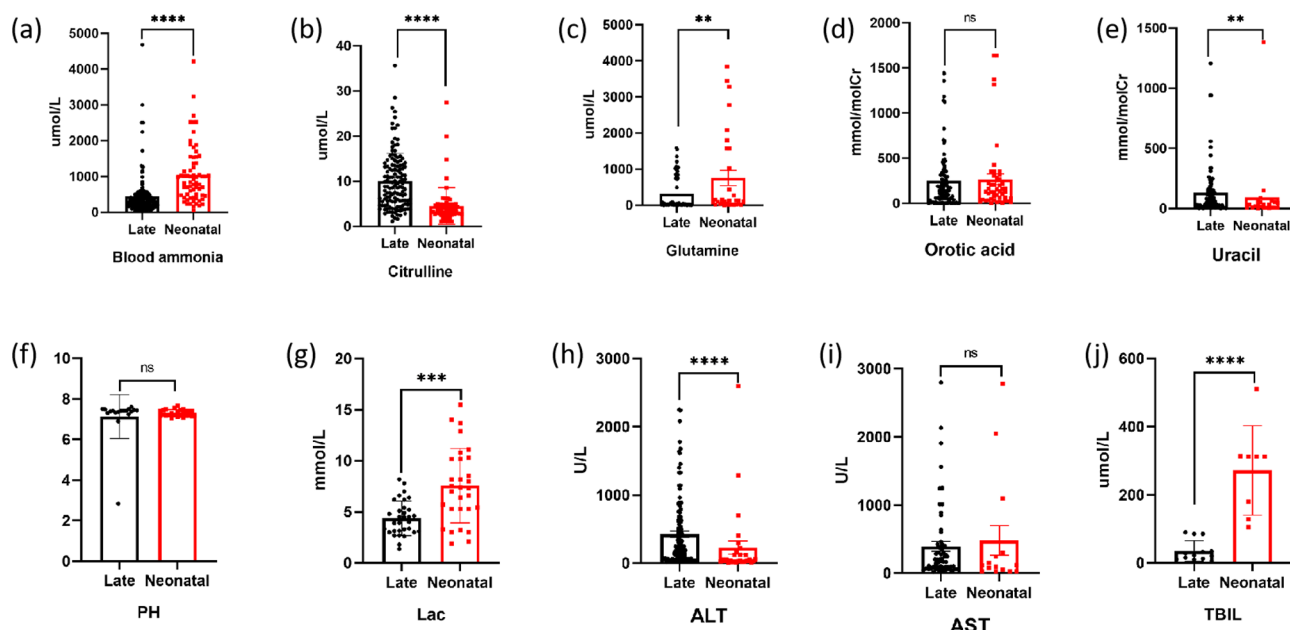 (a)
****
umol/L
5000
4000
3000
2000
1000
0
Late Neonatal
Blood ammonia
(b)
****
umol/L
40
30
20
10
0
Late Neonatal
Citrulline
(c)
**
umol/L
5000
4000
3000
2000
1000
0
Late Neonatal
Glutamine
(d)
ns
mmol/molCr
2000
1500
1000
500
0
Late Neonatal
Orotic acid
(e)
**
mmol/molCr
1500
1000
500
0
Late Neonatal
Uracil
(f)
ns
10
8
6
4
2
0
Late Neonatal
PH
(g)
***
mmol/L
20
15
10
5
0
Late Neonatal
Lac
(h)
****
U/L
3000
2000
1000
0
Late Neonatal
ALT
(i)
ns
U/L
3000
2000
1000
0
Late Neonatal
AST
(j)
****
umol/L
600
400
200
0
Late Neonatal
TBIL